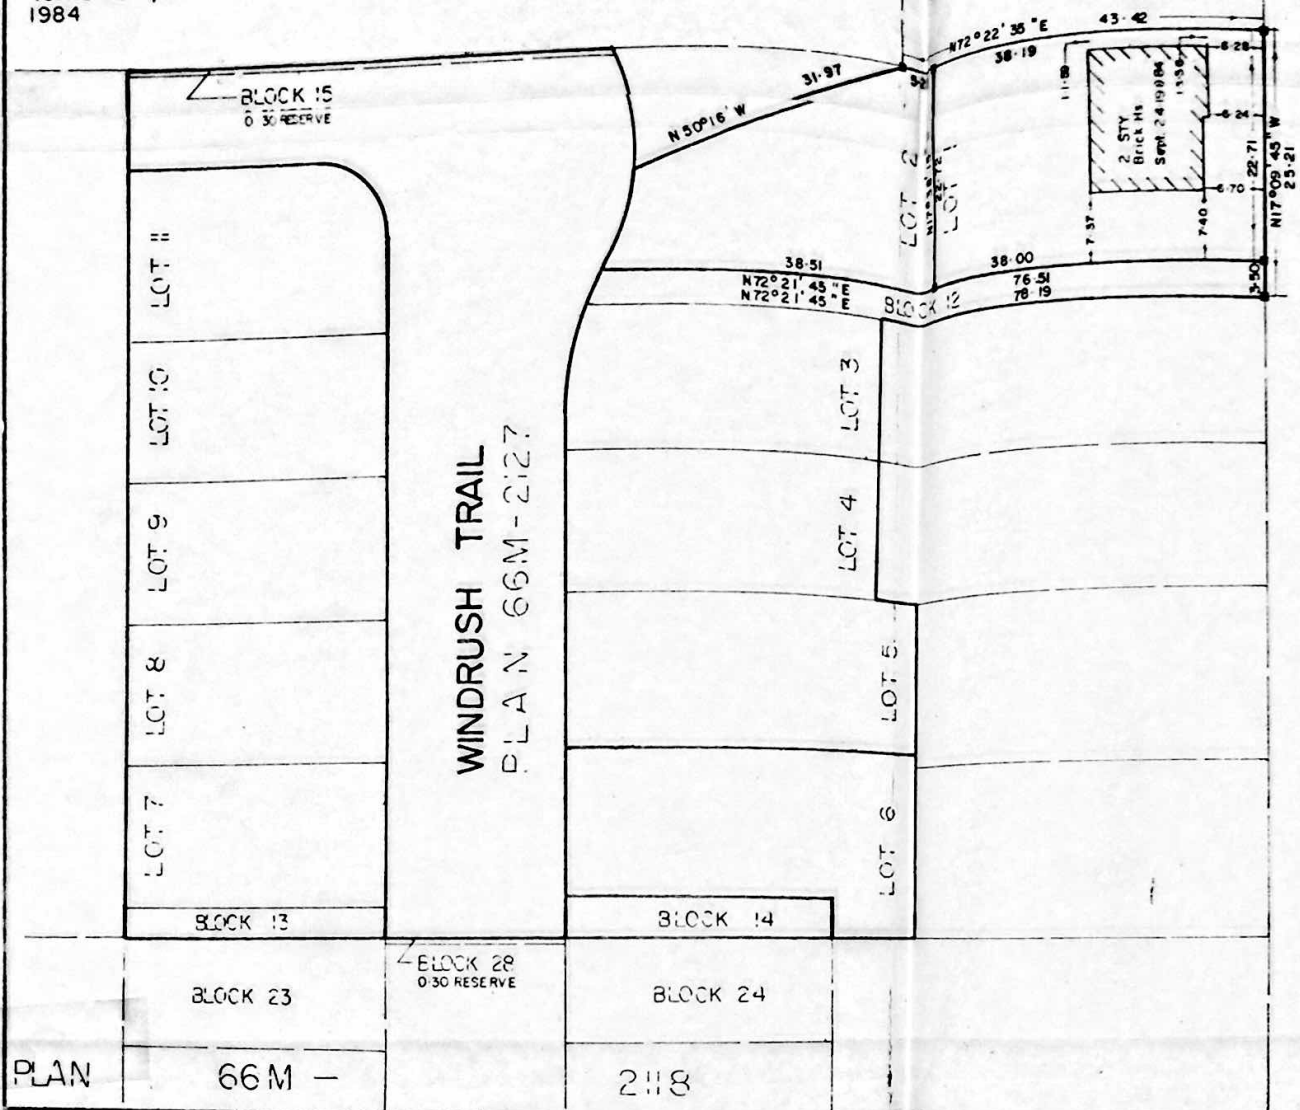 1984
43·42
N72°22'35"E
38·19
6·28
31·97
N 50°16' W
11·89
13·36
BLOCK 15
0·30 RESERVE
2 STY
Brick Hs.
Sept. 24 1984
6·24
22·71
N17°09'45"W
25·21
6·70
LOT 2
LOT 1
LOT 11
7·37
7·40
38·51
38·00
N72°21'45"E
76·51
3·50
N72°21'45"E
78·19
BLOCK 12
LOT 3
LOT 10
LOT 4
LOT 9
WINDRUSH TRAIL
PLAN 66M-2127
LOT 5
LOT 8
LOT 6
LOT 7
BLOCK 13
BLOCK 14
BLOCK 28
0·30 RESERVE
BLOCK 23
BLOCK 24
PLAN 66M – 2118